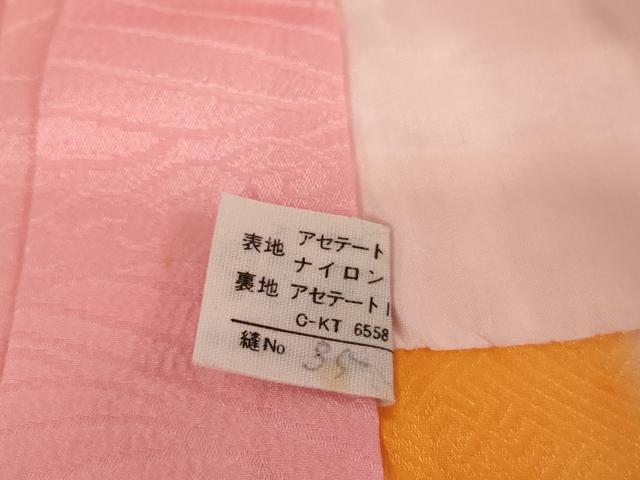 表地 アセテート
ナイロン
裏地 アセテート
C-KT 6558
縫No 35